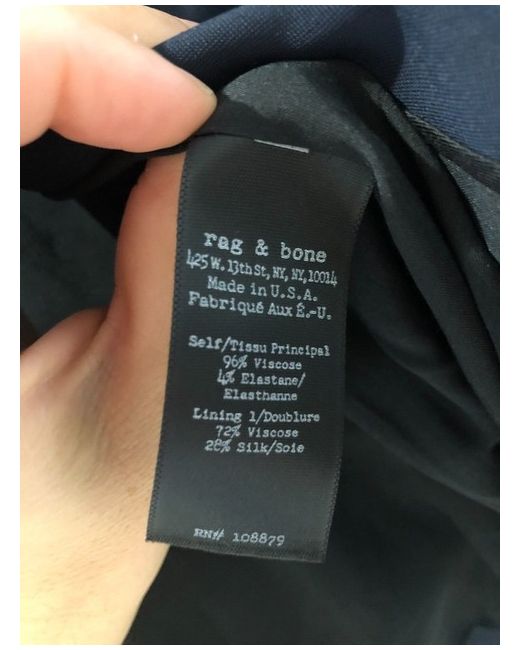 rag & bone
425 W. 13th St, NY, NY, 10014
Made in U.S.A.
Fabriqué Aux É.-U.
Self/Tissu Principal
96% Viscose
4% Elastane/
Elasthanne
Lining 1/Doublure
72% Viscose
28% Silk/Soie
RN# 108879